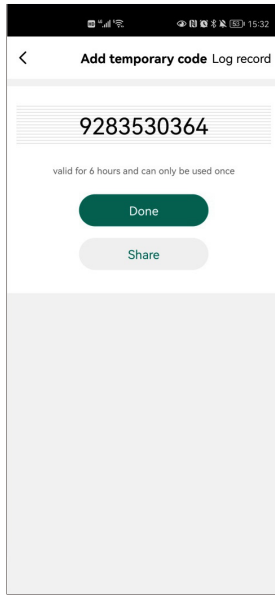 53 15:32
Add temporary code Log record
9283530364
valid for 6 hours and can only be used once
Done
Share